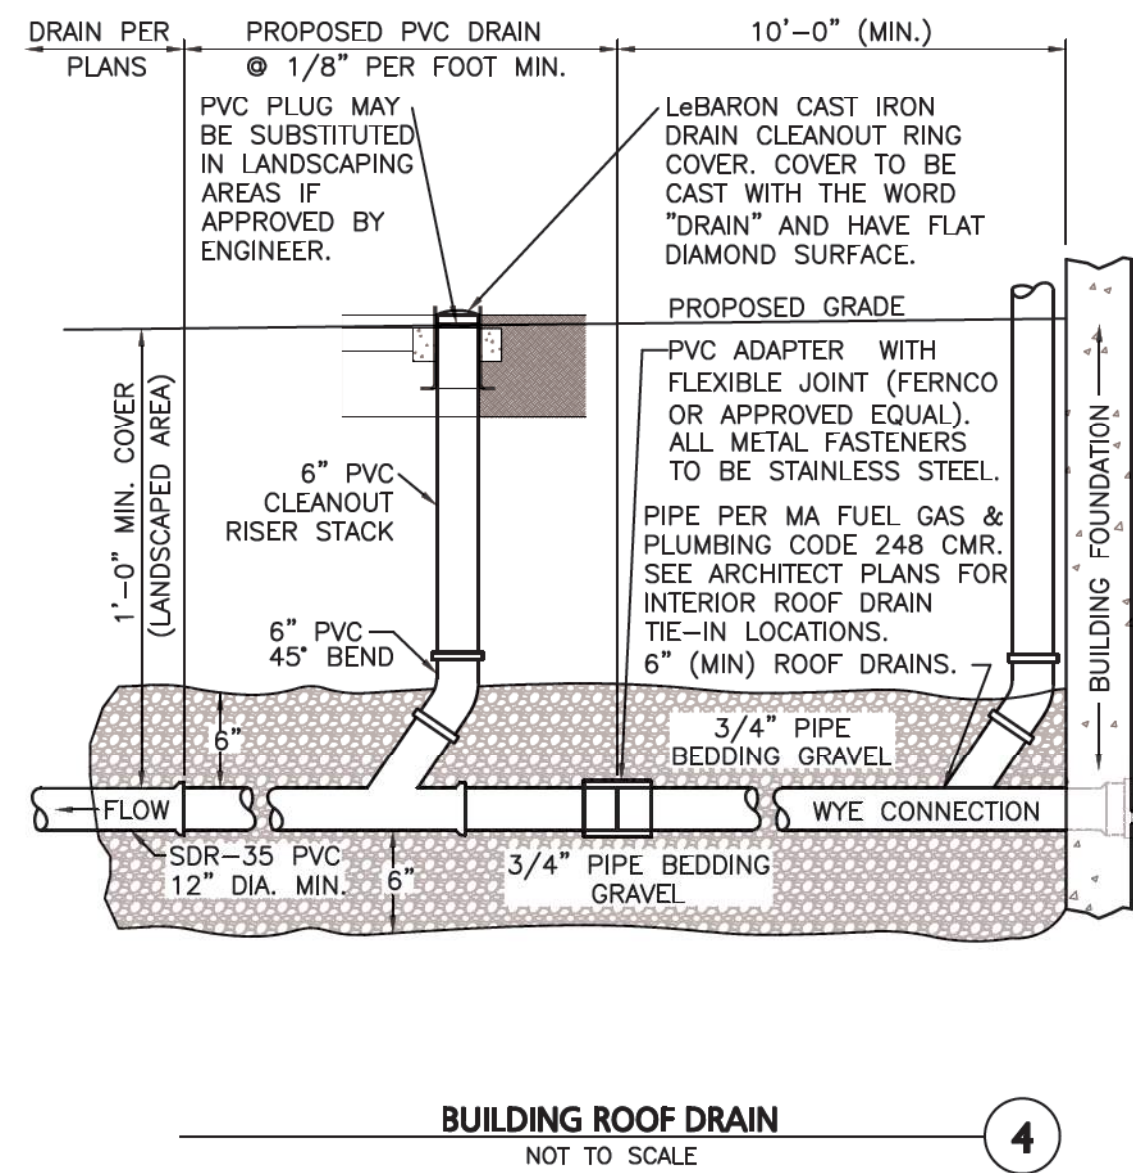 DRAIN PER
PLANS
PROPOSED PVC DRAIN
@ 1/8” PER FOOT MIN.
10’–0” (MIN.)
PVC PLUG MAY
BE SUBSTITUTED
IN LANDSCAPING
AREAS IF
APPROVED BY
ENGINEER.
LeBARON CAST IRON
DRAIN CLEANOUT RING
COVER. COVER TO BE
CAST WITH THE WORD
”DRAIN” AND HAVE FLAT
DIAMOND SURFACE.
PROPOSED GRADE
PVC ADAPTER WITH
FLEXIBLE JOINT (FERNCO
OR APPROVED EQUAL).
ALL METAL FASTENERS
TO BE STAINLESS STEEL.
1’–0” MIN. COVER
(LANDSCAPED AREA)
6” PVC
CLEANOUT
RISER STACK
PIPE PER MA FUEL GAS &
PLUMBING CODE 248 CMR.
SEE ARCHITECT PLANS FOR
INTERIOR ROOF DRAIN
TIE–IN LOCATIONS.
6” (MIN) ROOF DRAINS.
BUILDING FOUNDATION
6” PVC
45° BEND
6”
3/4” PIPE
BEDDING GRAVEL
FLOW
WYE CONNECTION
SDR–35 PVC
12” DIA. MIN.
6”
3/4” PIPE BEDDING
GRAVEL
BUILDING ROOF DRAIN
NOT TO SCALE
4